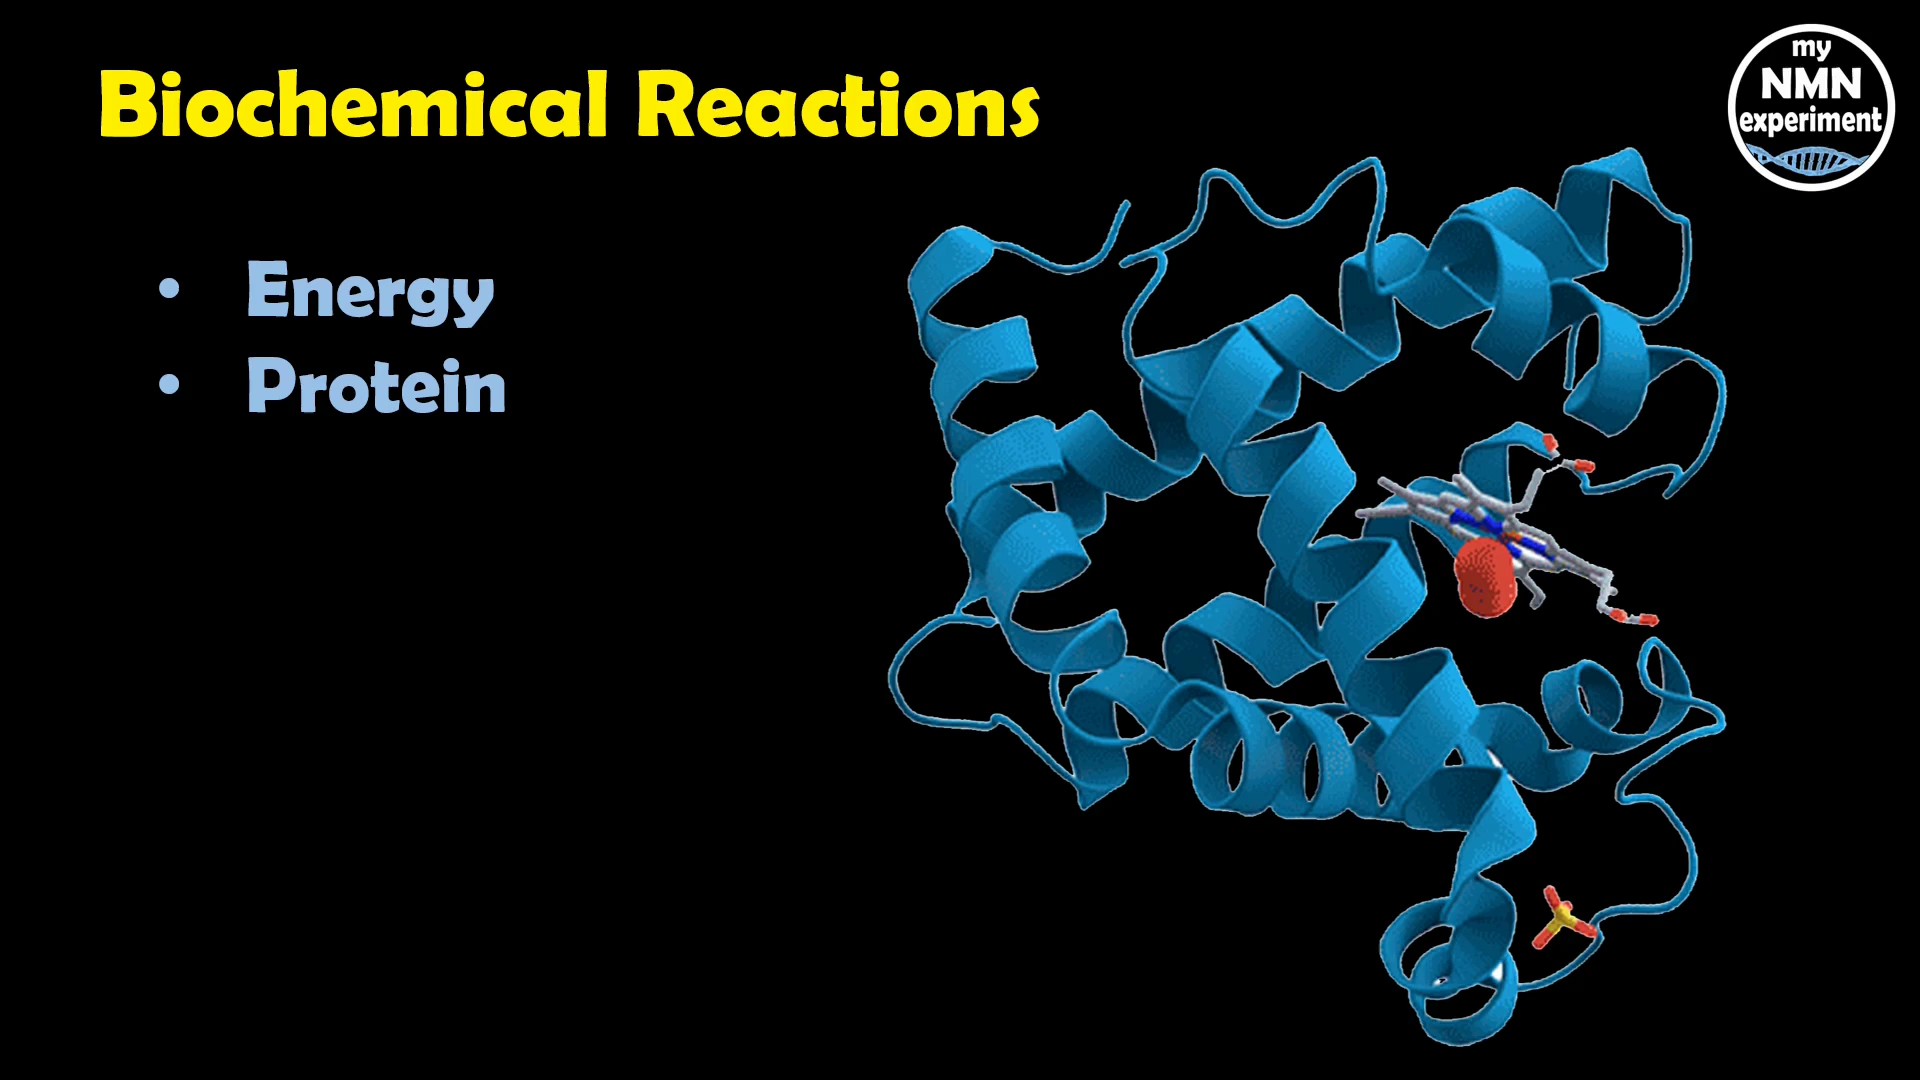 Biochemical Reactions
my
NMN
experiment
• Energy
• Protein